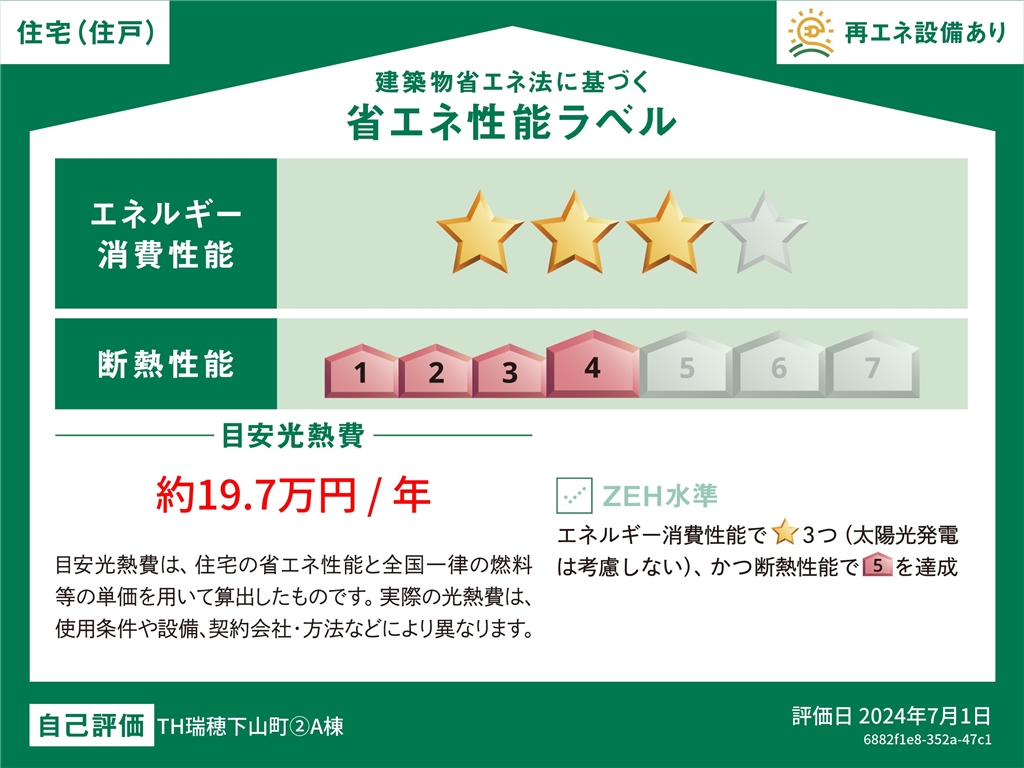 住宅（住戸）
再エネ設備あり
建築物省エネ法に基づく
省エネ性能ラベル
エネルギー
消費性能
断熱性能
1 2 3 4 5 6 7
目安光熱費
約19.7万円 / 年
目安光熱費は、住宅の省エネ性能と全国一律の燃料
等の単価を用いて算出したものです。実際の光熱費は、
使用条件や設備、契約会社・方法などにより異なります。
ZEH水準
エネルギー消費性能で 3つ（太陽光発電
は考慮しない）、かつ断熱性能で 5 を達成
自己評価 TH瑞穂下山町②A棟
評価日 2024年7月1日
6882f1e8-352a-47c1